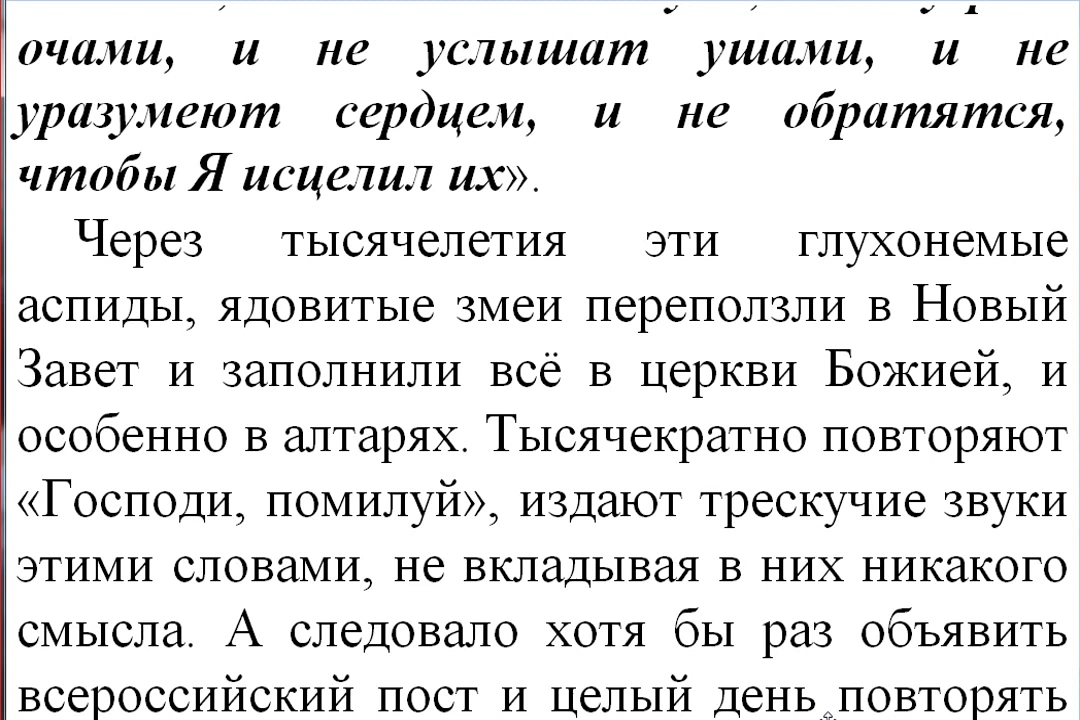 очами, и не услышат ушами, и не
уразумеют сердцем, и не обратятся,
чтобы Я исцелил их».
Через тысячелетия эти глухонемые
аспиды, ядовитые змеи переползли в Новый
Завет и заполнили всё в церкви Божией, и
особенно в алтарях. Тысячекратно повторяют
«Господи, помилуй», издают трескучие звуки
этими словами, не вкладывая в них никакого
смысла. А следовало хотя бы раз объявить
всероссийский пост и целый день повторять